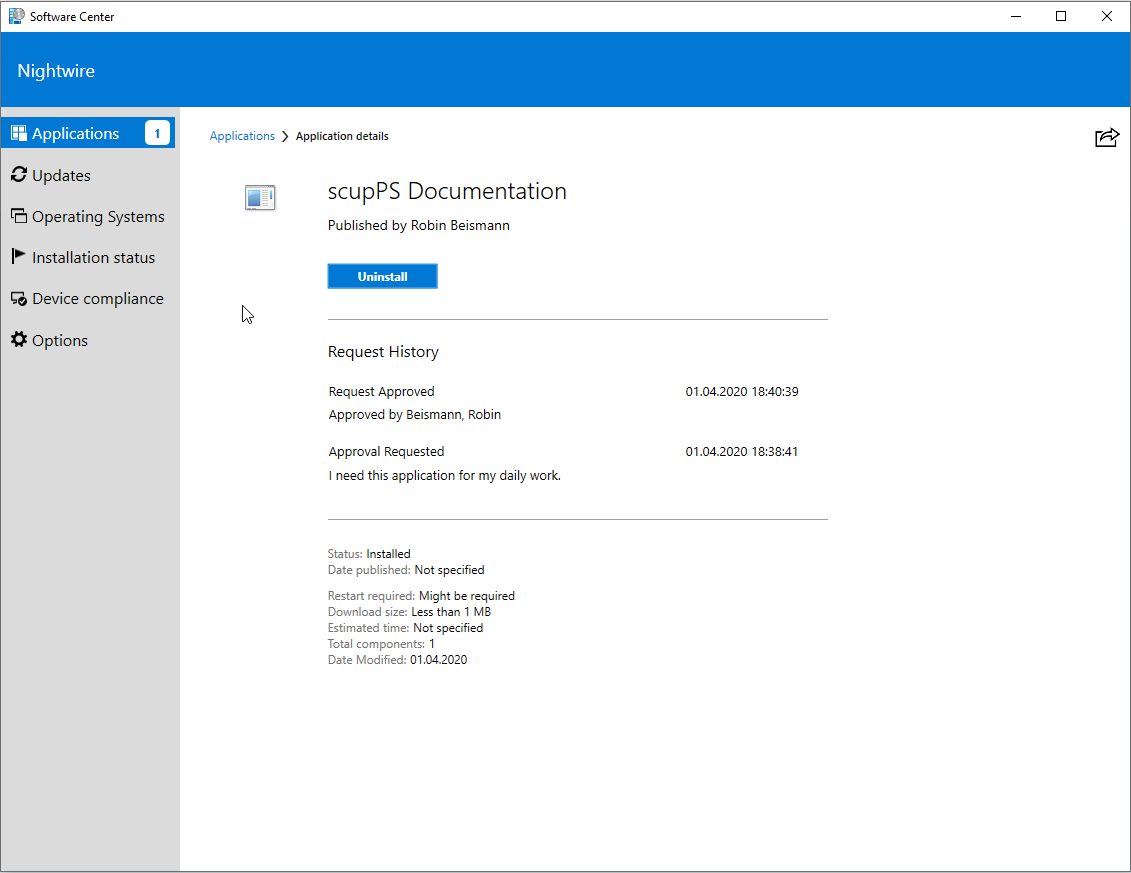 Software Center
Nightwire
Applications 1
Updates
Operating Systems
Installation status
Device compliance
Options
Applications Application details
scupPS Documentation
Published by Robin Beismann
Uninstall
Request History
Request Approved 01.04.2020 18:40:39
Approved by Beismann, Robin
Approval Requested 01.04.2020 18:38:41
I need this application for my daily work.
Status: Installed
Date published: Not specified
Restart required: Might be required
Download size: Less than 1 MB
Estimated time: Not specified
Total components: 1
Date Modified: 01.04.2020